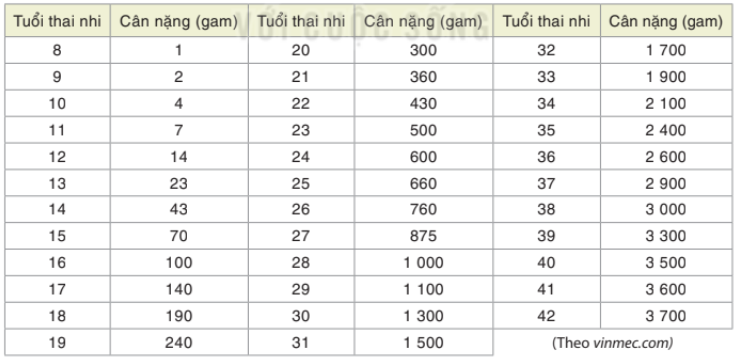 Tuổi thai nhi Cân nặng (gam) Tuổi thai nhi Cân nặng (gam) Tuổi thai nhi Cân nặng (gam)
8 1 20 300 32 1 700
9 2 21 360 33 1 900
10 4 22 430 34 2 100
11 7 23 500 35 2 400
12 14 24 600 36 2 600
13 23 25 660 37 2 900
14 43 26 760 38 3 000
15 70 27 875 39 3 300
16 100 28 1 000 40 3 500
17 140 29 1 100 41 3 600
18 190 30 1 300 42 3 700
19 240 31 1 500 (Theo vinmec.com)
VỚI CUỘC SỐNG